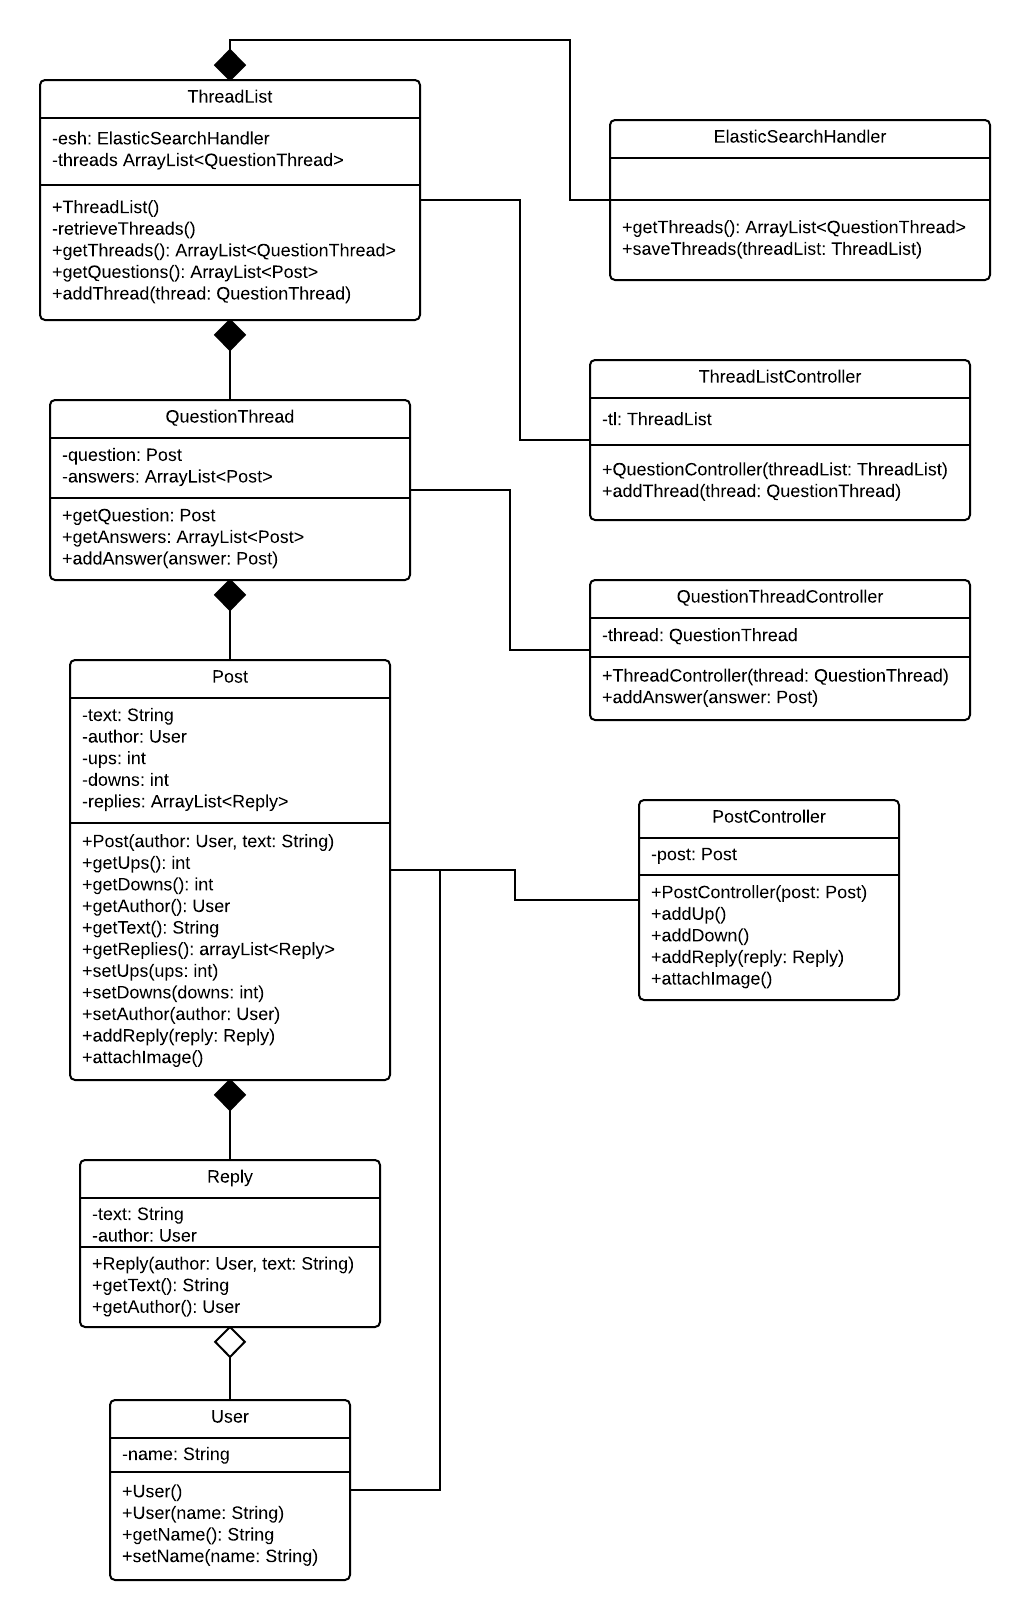 ThreadList
-esh: ElasticSearchHandler
-threads ArrayList<QuestionThread>
+ThreadList()
-retrieveThreads()
+getThreads(): ArrayList<QuestionThread>
+getQuestions(): ArrayList<Post>
+addThread(thread: QuestionThread)
ElasticSearchHandler
+getThreads(): ArrayList<QuestionThread>
+saveThreads(threadList: ThreadList)
ThreadListController
-tl: ThreadList
+QuestionController(threadList: ThreadList)
+addThread(thread: QuestionThread)
QuestionThread
-question: Post
-answers: ArrayList<Post>
+getQuestion: Post
+getAnswers: ArrayList<Post>
+addAnswer(answer: Post)
QuestionThreadController
-thread: QuestionThread
+ThreadController(thread: QuestionThread)
+addAnswer(answer: Post)
Post
-text: String
-author: User
-ups: int
-downs: int
-replies: ArrayList<Reply>
+Post(author: User, text: String)
+getUps(): int
+getDowns(): int
+getAuthor(): User
+getText(): String
+getReplies(): arrayList<Reply>
+setUps(ups: int)
+setDowns(downs: int)
+setAuthor(author: User)
+addReply(reply: Reply)
+attachImage()
PostController
-post: Post
+PostController(post: Post)
+addUp()
+addDown()
+addReply(reply: Reply)
+attachImage()
Reply
-text: String
-author: User
+Reply(author: User, text: String)
+getText(): String
+getAuthor(): User
User
-name: String
+User()
+User(name: String)
+getName(): String
+setName(name: String)